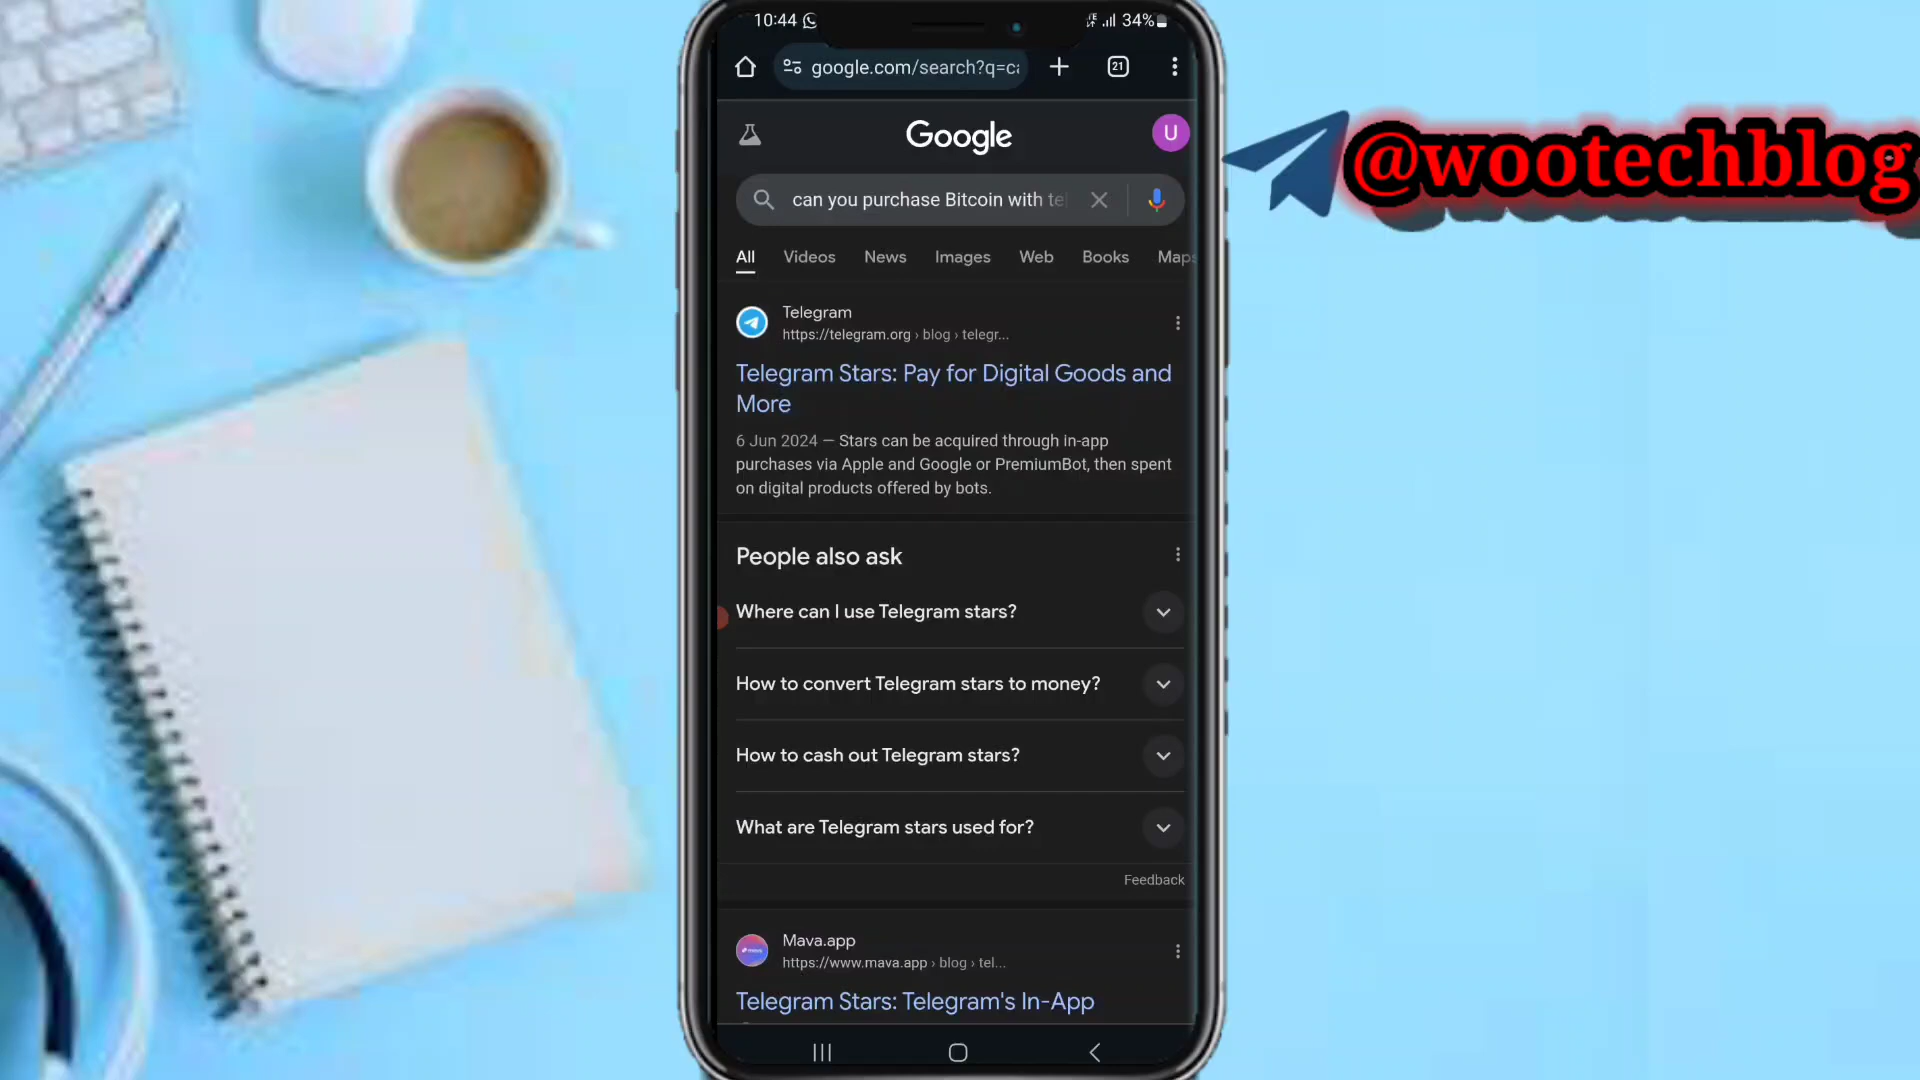 10:44
34%
google.com/search?q=ca
21
Google
U
@wootechblog
can you purchase Bitcoin with tel
All Videos News Images Web Books Maps
Telegram
https://telegram.org › blog › telegr...
Telegram Stars: Pay for Digital Goods and
More
6 Jun 2024 — Stars can be acquired through in-app
purchases via Apple and Google or PremiumBot, then spent
on digital products offered by bots.
People also ask
Where can I use Telegram stars?
How to convert Telegram stars to money?
How to cash out Telegram stars?
What are Telegram stars used for?
Feedback
Mava.app
https://www.mava.app › blog › tel...
Telegram Stars: Telegram's In-App